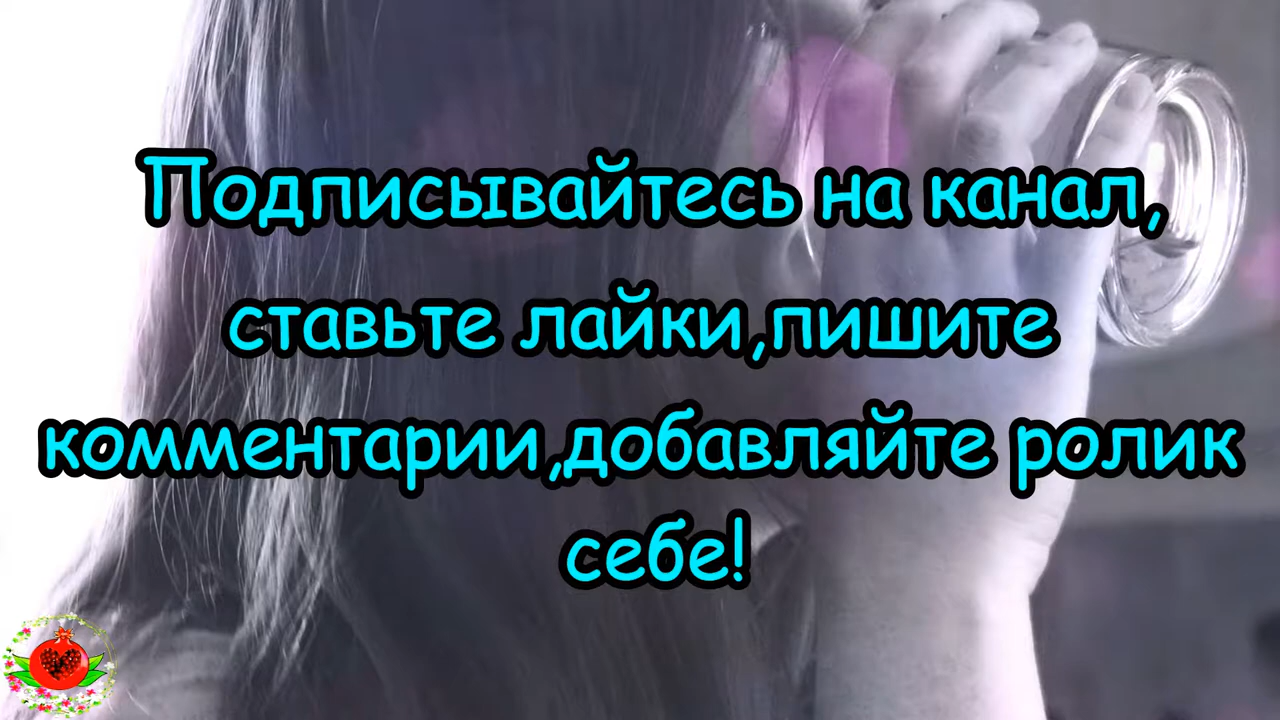 Подписывайтесь на канал,
ставьте лайки,пишите
комментарии,добавляйте ролик
себе!